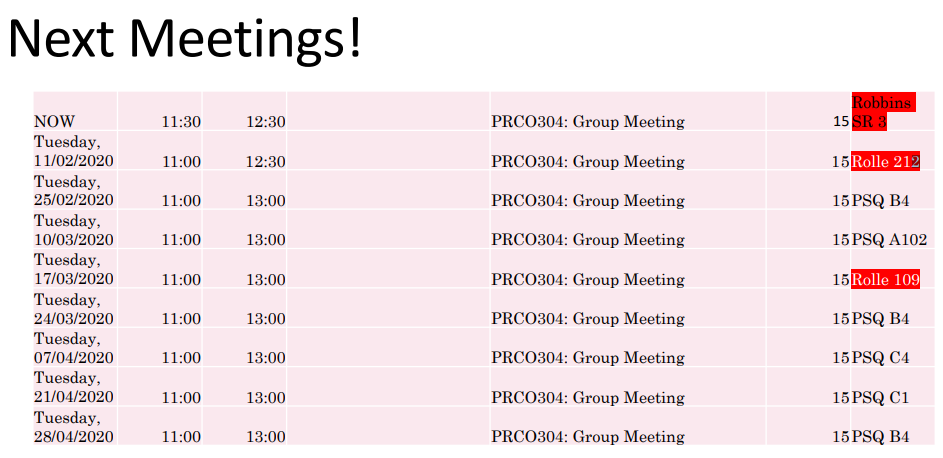 Next Meetings!
NOW 11:30 12:30 PRCO304: Group Meeting 15 Robbins SR 3
Tuesday, 11/02/2020 11:00 12:30 PRCO304: Group Meeting 15 Rolle 212
Tuesday, 25/02/2020 11:00 13:00 PRCO304: Group Meeting 15 PSQ B4
Tuesday, 10/03/2020 11:00 13:00 PRCO304: Group Meeting 15 PSQ A102
Tuesday, 17/03/2020 11:00 13:00 PRCO304: Group Meeting 15 Rolle 109
Tuesday, 24/03/2020 11:00 13:00 PRCO304: Group Meeting 15 PSQ B4
Tuesday, 07/04/2020 11:00 13:00 PRCO304: Group Meeting 15 PSQ C4
Tuesday, 21/04/2020 11:00 13:00 PRCO304: Group Meeting 15 PSQ C1
Tuesday, 28/04/2020 11:00 13:00 PRCO304: Group Meeting 15 PSQ B4